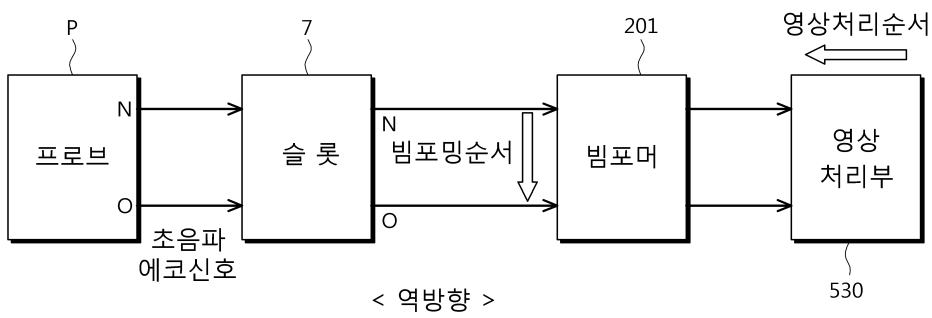 P
7
201
영상처리순서
N
N
프로브
슬 롯
빔포밍순서
빔포머
영상
처리부
O
O
초음파
에코신호
530
< 역방향 >